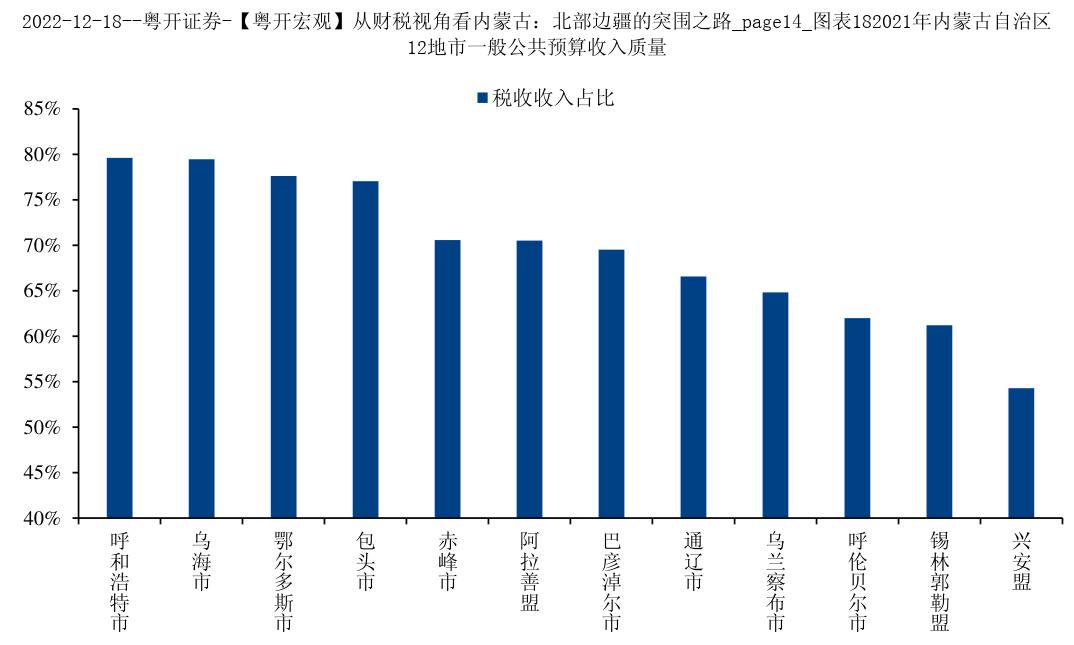 2022-12-18--粤开证券-【粤开宏观】从财税视角看内蒙古：北部边疆的突围之路_page14_图表182021年内蒙古自治区
12地市一般公共预算收入质量
税收收入占比
85%
80%
75%
70%
65%
60%
55%
50%
45%
40%
呼和浩特市
乌海市
鄂尔多斯市
包头市
赤峰市
阿拉善盟
巴彦淖尔市
通辽市
乌兰察布市
呼伦贝尔市
锡林郭勒盟
兴安盟